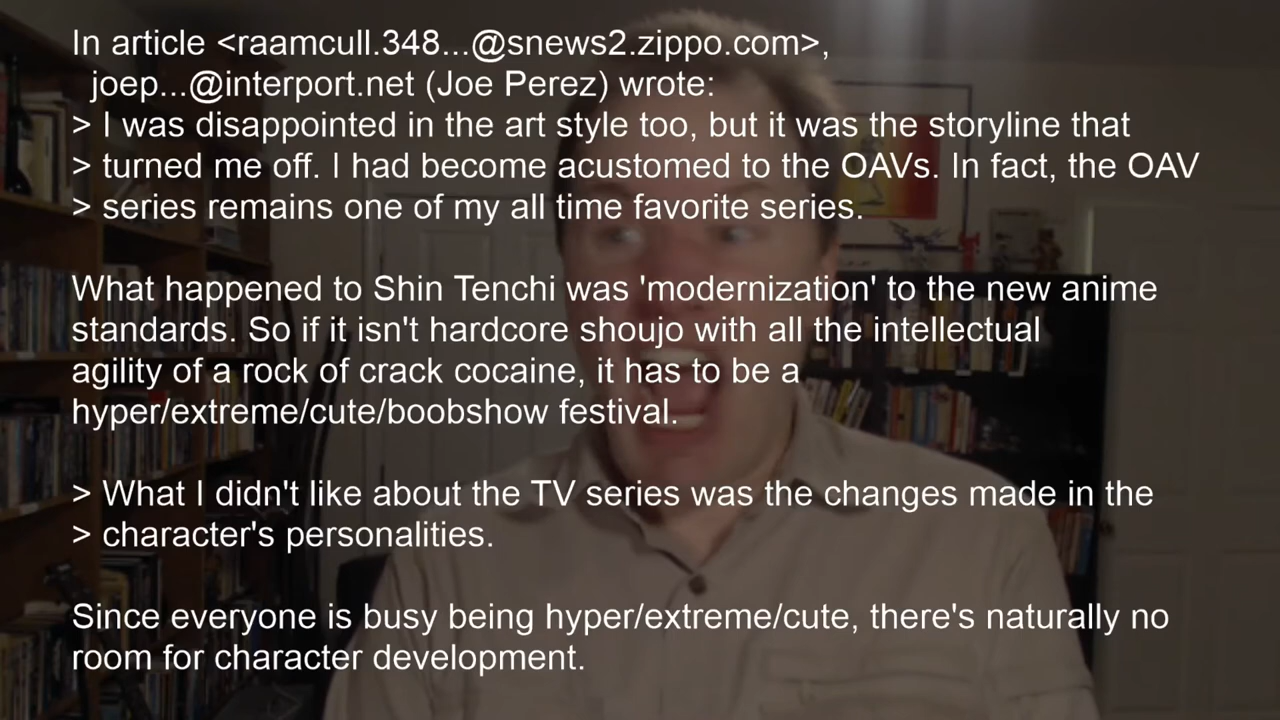 In article <raamcull.348...@snews2.zippo.com>,
joep...@interport.net (Joe Perez) wrote:
> I was disappointed in the art style too, but it was the storyline that
> turned me off. I had become acustomed to the OAVs. In fact, the OAV
> series remains one of my all time favorite series.
What happened to Shin Tenchi was 'modernization' to the new anime
standards. So if it isn't hardcore shoujo with all the intellectual
agility of a rock of crack cocaine, it has to be a
hyper/extreme/cute/boobshow festival.
> What I didn't like about the TV series was the changes made in the
> character's personalities.
Since everyone is busy being hyper/extreme/cute, there's naturally no
room for character development.